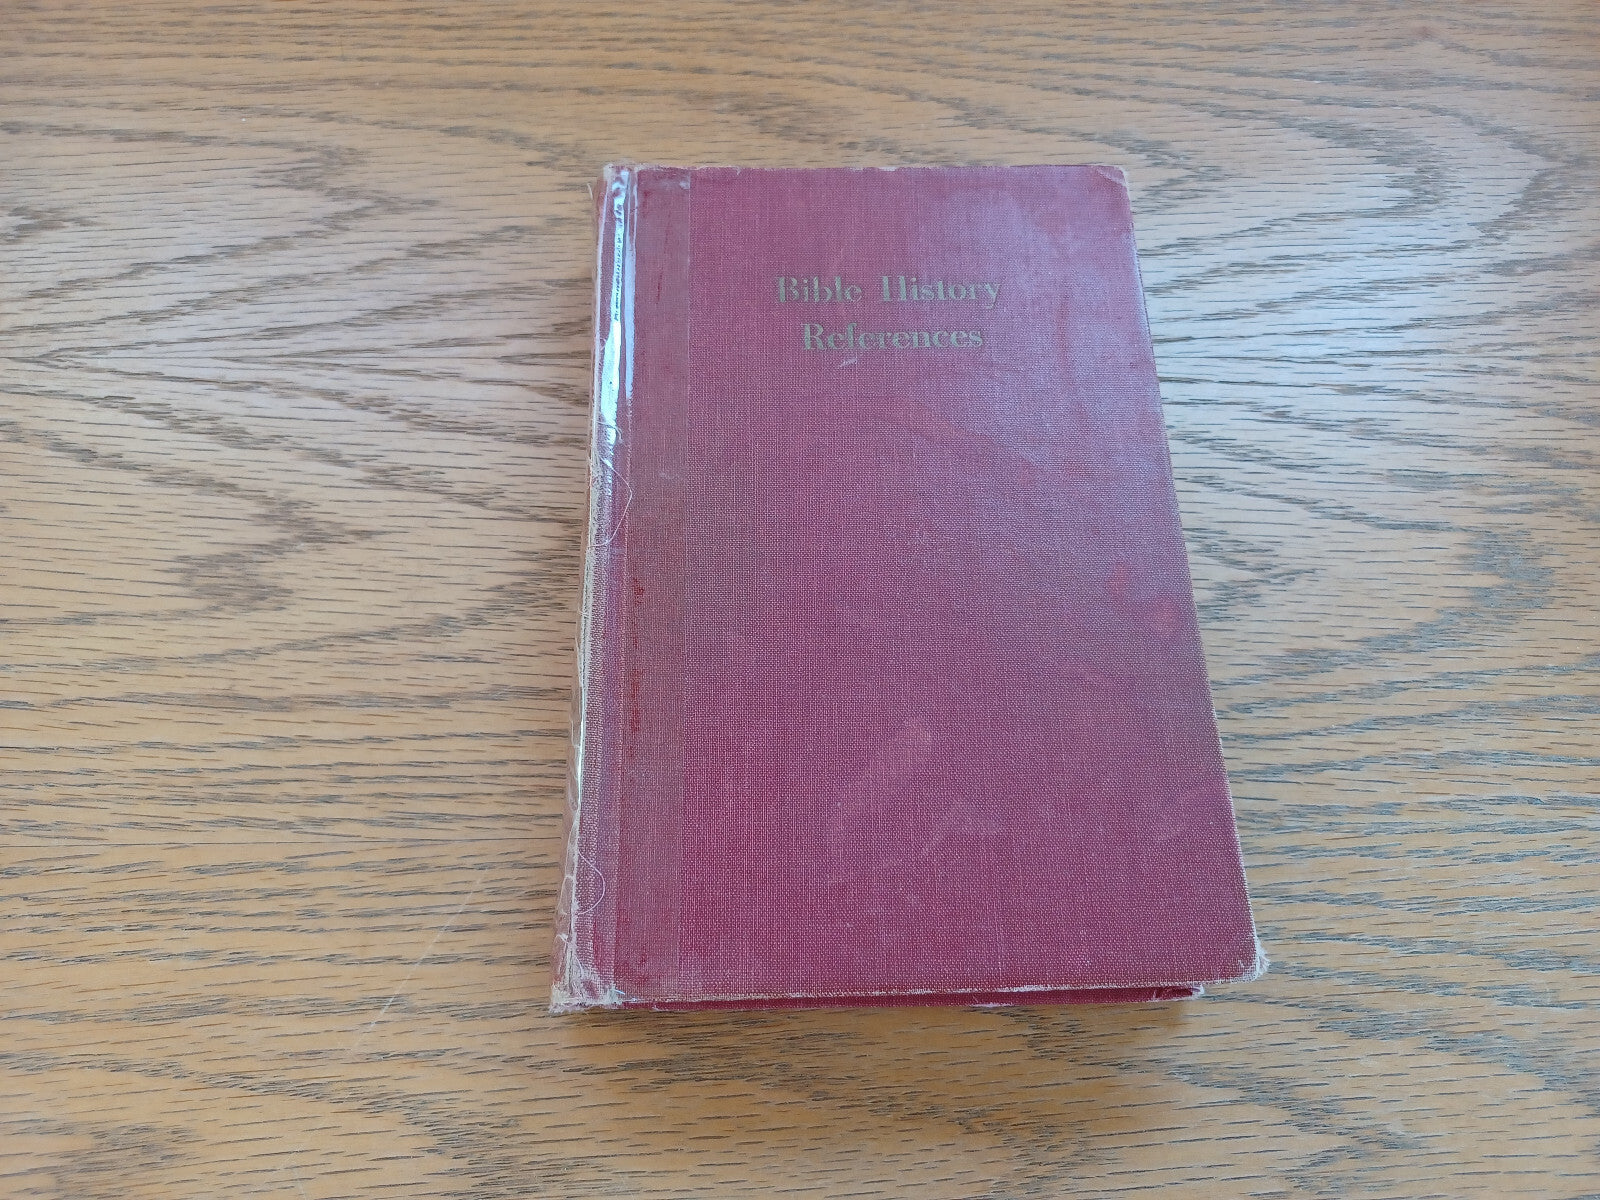 Bible History
References